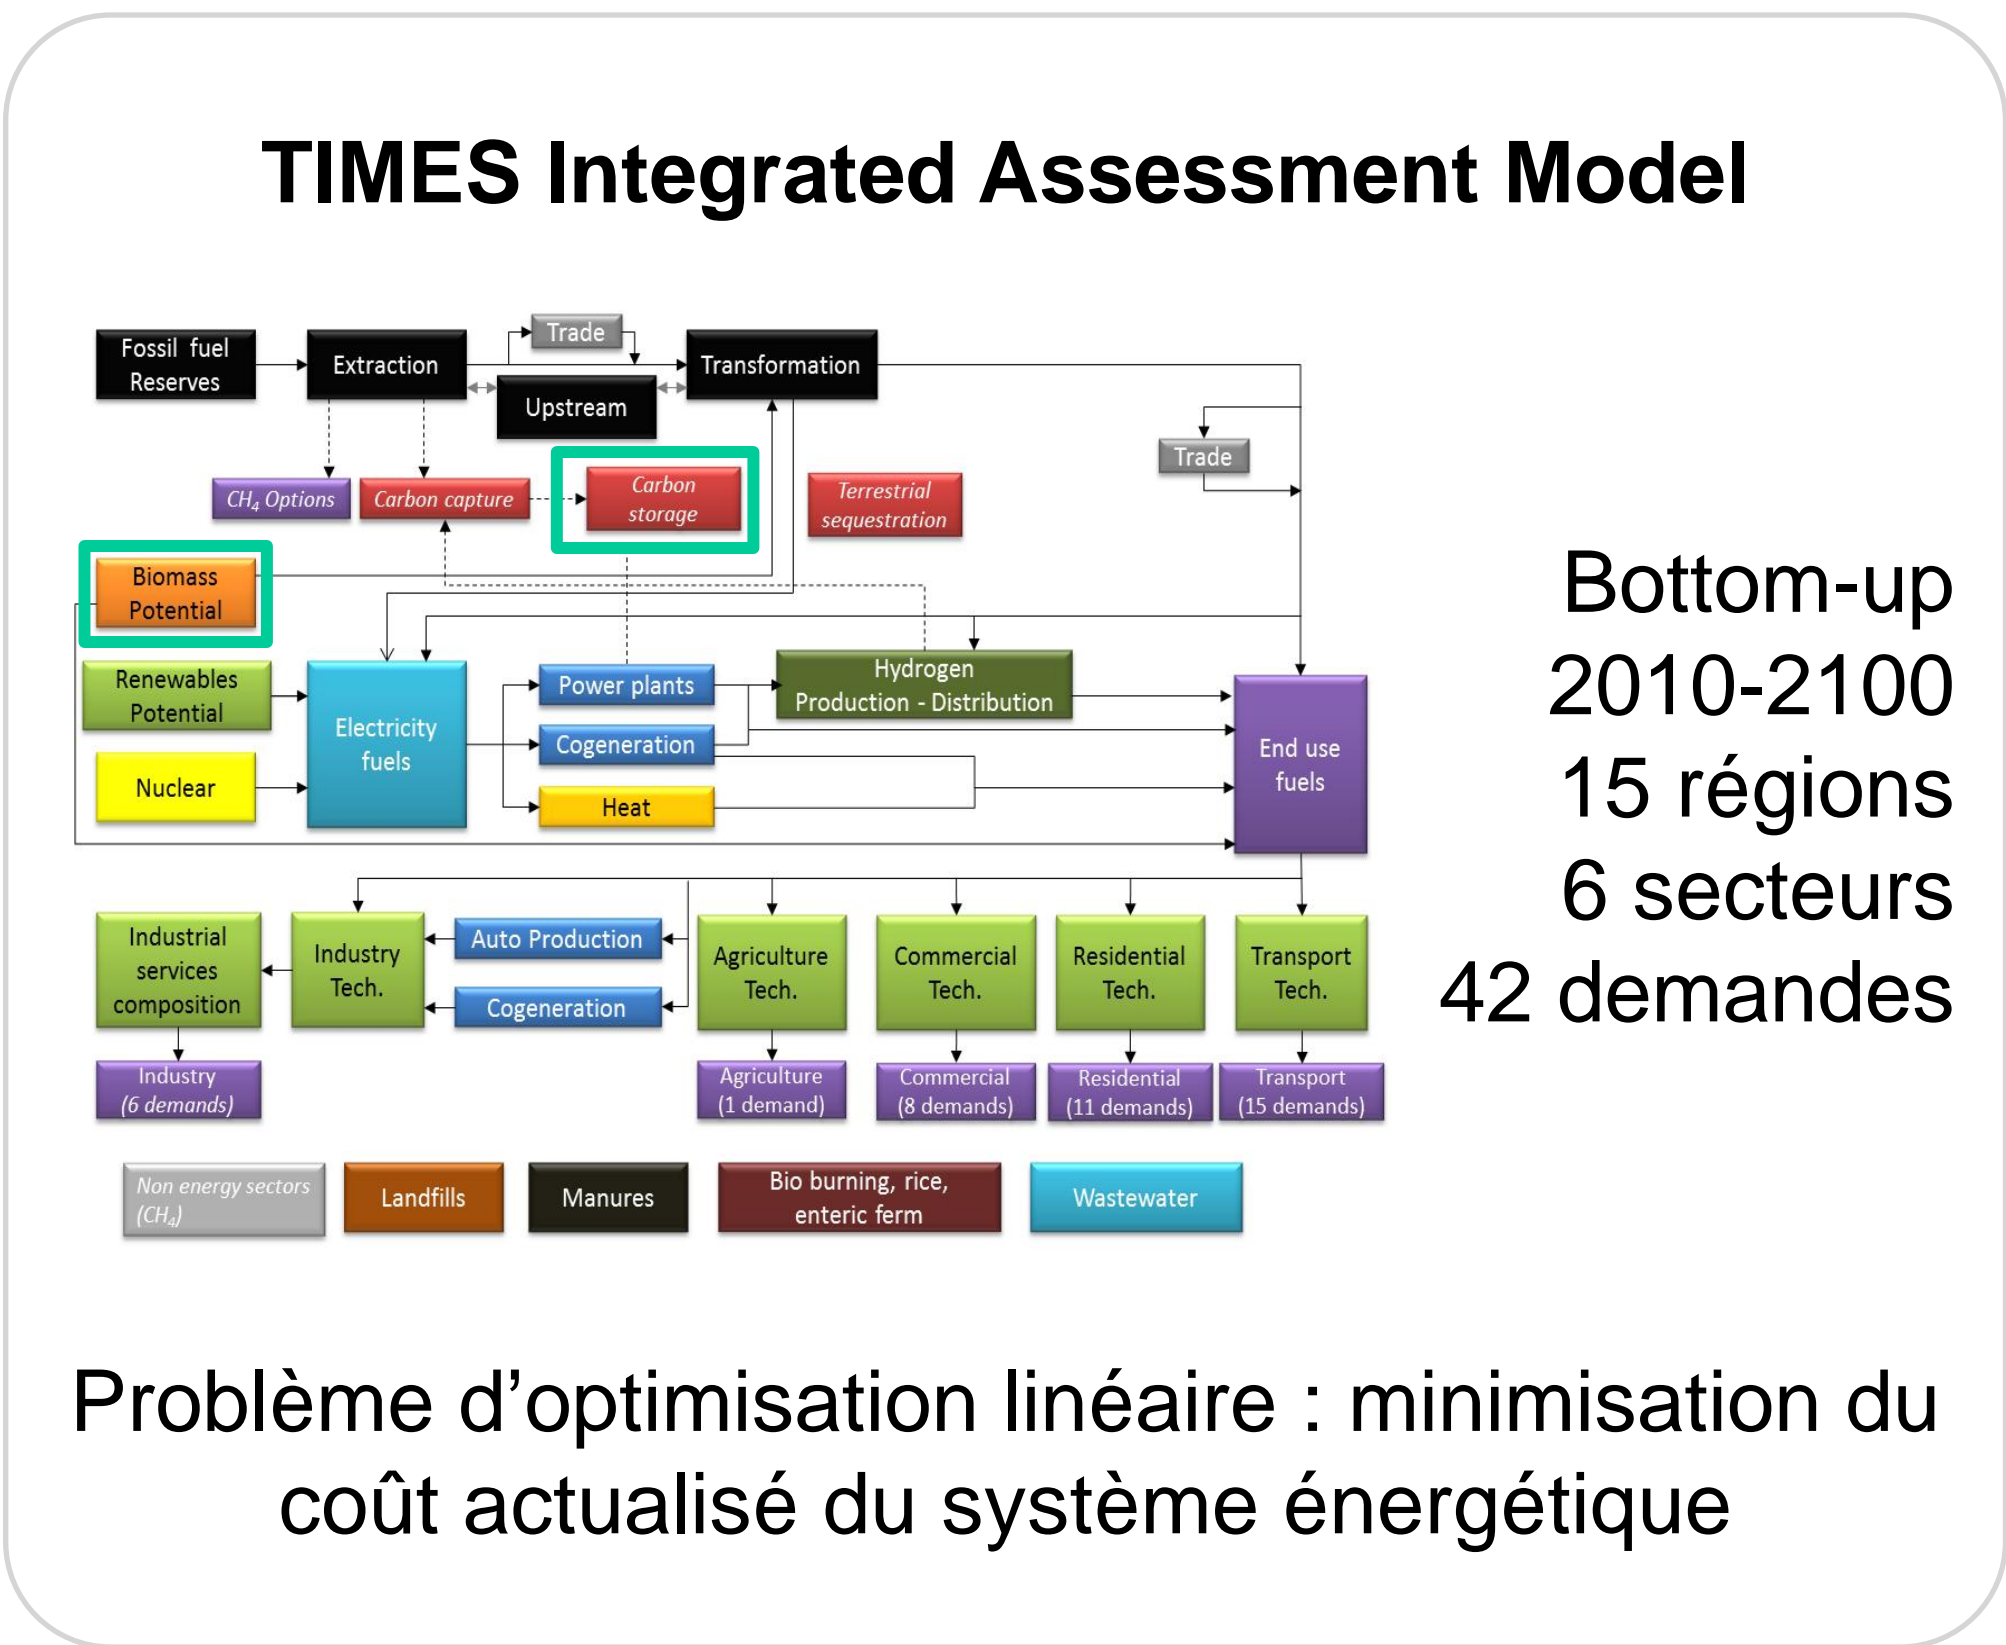 TIMES Integrated Assessment Model
Fossil fuel
Reserves
Extraction
Trade
Transformation
Upstream
Trade
CH₄ Options
Carbon capture
Carbon
storage
Terrestrial
sequestration
Biomass
Potential
Renewables
Potential
Nuclear
Electricity
fuels
Power plants
Cogeneration
Heat
Hydrogen
Production - Distribution
End use
fuels
Bottom-up
2010-2100
15 régions
6 secteurs
42 demandes
Industrial
services
composition
Industry
Tech.
Auto Production
Cogeneration
Agriculture
Tech.
Commercial
Tech.
Residential
Tech.
Transport
Tech.
Industry
(6 demands)
Agriculture
(1 demand)
Commercial
(8 demands)
Residential
(11 demands)
Transport
(15 demands)
Non energy sectors
(CH₄)
Landfills
Manures
Bio burning, rice,
enteric ferm
Wastewater
Problème d’optimisation linéaire : minimisation du
coût actualisé du système énergétique